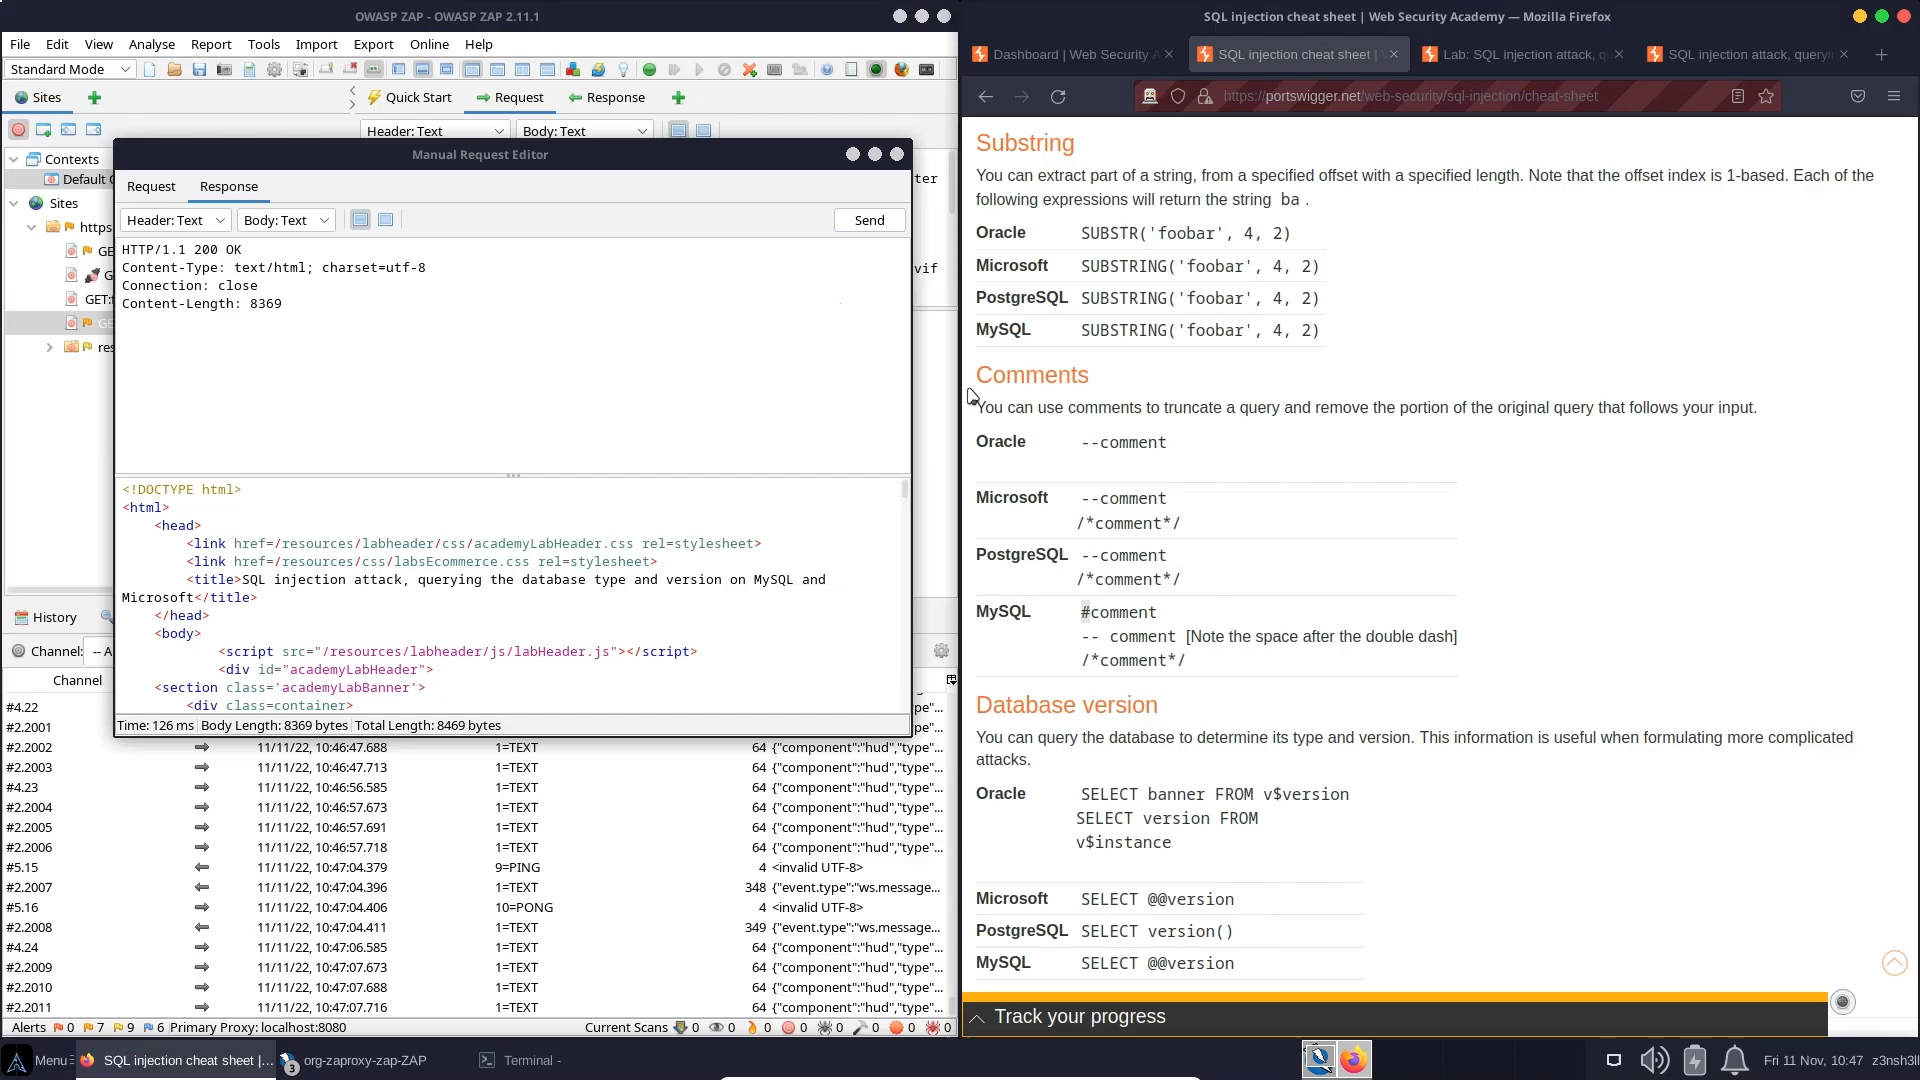 OWASP ZAP - OWASP ZAP 2.11.1
File Edit View Analyse Report Tools Import Export Online Help
Standard Mode
Sites
Quick Start
Request
Response
Header: Text
Body: Text
Contexts
Default
Sites
https
GET:
res
ter
vif
Manual Request Editor
Request
Response
Header: Text
Body: Text
Send
HTTP/1.1 200 OK
Content-Type: text/html; charset=utf-8
Connection: close
Content-Length: 8369
<!DOCTYPE html>
<html>
<head>
<link href=/resources/labheader/css/academyLabHeader.css rel=stylesheet>
<link href=/resources/css/labsEcommerce.css rel=stylesheet>
<title>SQL injection attack, querying the database type and version on MySQL and
Microsoft</title>
</head>
<body>
<script src="/resources/labheader/js/labHeader.js"></script>
<div id="academyLabHeader">
<section class='academyLabBanner'>
<div class=container>
Time: 126 ms Body Length: 8369 bytes Total Length: 8469 bytes
History
Channel: -- A
Channel
#4.22
#2.2001
#2.2002 11/11/22, 10:46:47.688 1=TEXT 64 {"component":"hud","type"...
#2.2003 11/11/22, 10:46:47.713 1=TEXT 64 {"component":"hud","type"...
#4.23 11/11/22, 10:46:56.585 1=TEXT 64 {"component":"hud","type"...
#2.2004 11/11/22, 10:46:57.673 1=TEXT 64 {"component":"hud","type"...
#2.2005 11/11/22, 10:46:57.691 1=TEXT 64 {"component":"hud","type"...
#2.2006 11/11/22, 10:46:57.718 1=TEXT 64 {"component":"hud","type"...
#5.15 11/11/22, 10:47:04.379 9=PING 4 <invalid UTF-8>
#2.2007 11/11/22, 10:47:04.396 1=TEXT 348 {"event.type":"ws.message...
#5.16 11/11/22, 10:47:04.406 10=PONG 4 <invalid UTF-8>
#2.2008 11/11/22, 10:47:04.411 1=TEXT 349 {"event.type":"ws.message...
#4.24 11/11/22, 10:47:06.585 1=TEXT 64 {"component":"hud","type"...
#2.2009 11/11/22, 10:47:07.673 1=TEXT 64 {"component":"hud","type"...
#2.2010 11/11/22, 10:47:07.688 1=TEXT 64 {"component":"hud","type"...
#2.2011 11/11/22, 10:47:07.716 1=TEXT 64 {"component":"hud","type"...
Alerts 0 7 9 6 Primary Proxy: localhost:8080 Current Scans 0 0 0 0 0 0 0 0
SQL injection cheat sheet | Web Security Academy — Mozilla Firefox
Dashboard | Web Security A
SQL injection cheat sheet |
Lab: SQL injection attack, q
SQL injection attack, queryin
https://portswigger.net/web-security/sql-injection/cheat-sheet
Substring
You can extract part of a string, from a specified offset with a specified length. Note that the offset index is 1-based. Each of the
following expressions will return the string ba .
Oracle SUBSTR('foobar', 4, 2)
Microsoft SUBSTRING('foobar', 4, 2)
PostgreSQL SUBSTRING('foobar', 4, 2)
MySQL SUBSTRING('foobar', 4, 2)
Comments
You can use comments to truncate a query and remove the portion of the original query that follows your input.
Oracle --comment
Microsoft --comment
/*comment*/
PostgreSQL --comment
/*comment*/
MySQL #comment
-- comment [Note the space after the double dash]
/*comment*/
Database version
You can query the database to determine its type and version. This information is useful when formulating more complicated
attacks.
Oracle SELECT banner FROM v$version
SELECT version FROM
v$instance
Microsoft SELECT @@version
PostgreSQL SELECT version()
MySQL SELECT @@version
Track your progress
Menu
SQL injection cheat sheet |...
3 org-zaproxy-zap-ZAP
Terminal -
Fri 11 Nov, 10:47 z3nsh3ll